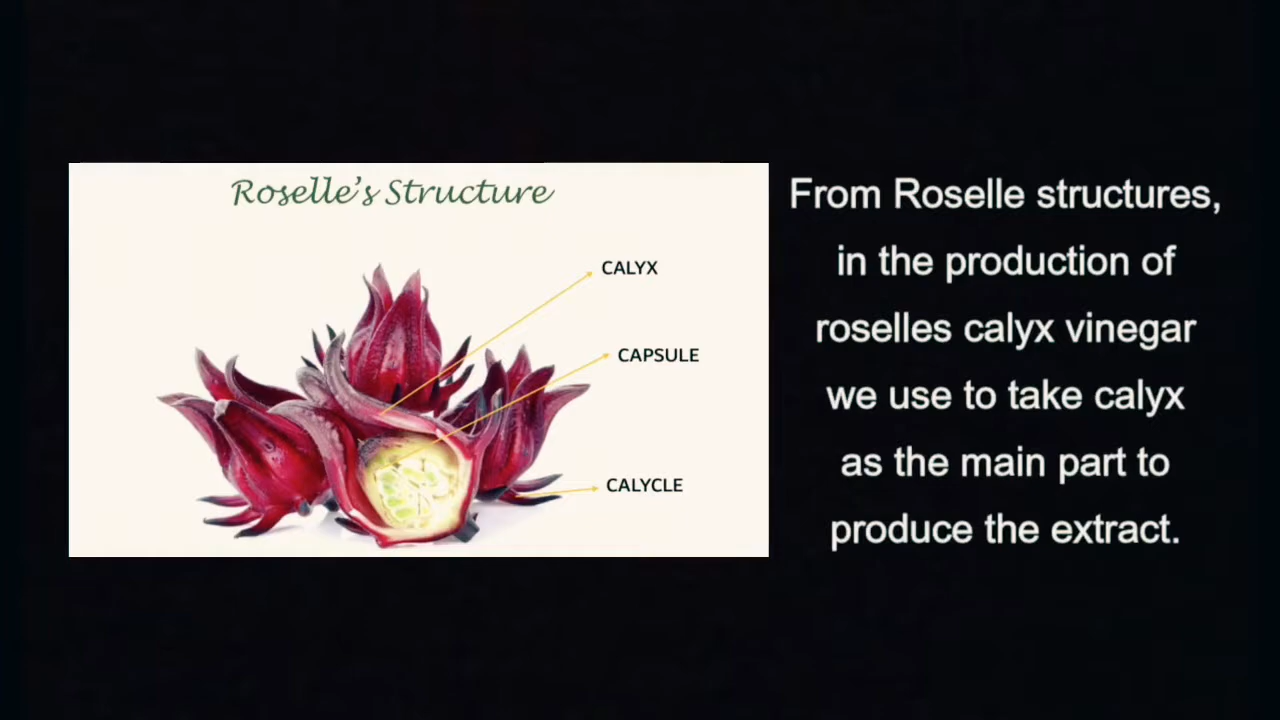 Roselle's Structure
CALYX
CAPSULE
CALYCLE
From Roselle structures,
in the production of
roselles calyx vinegar
we use to take calyx
as the main part to
produce the extract.